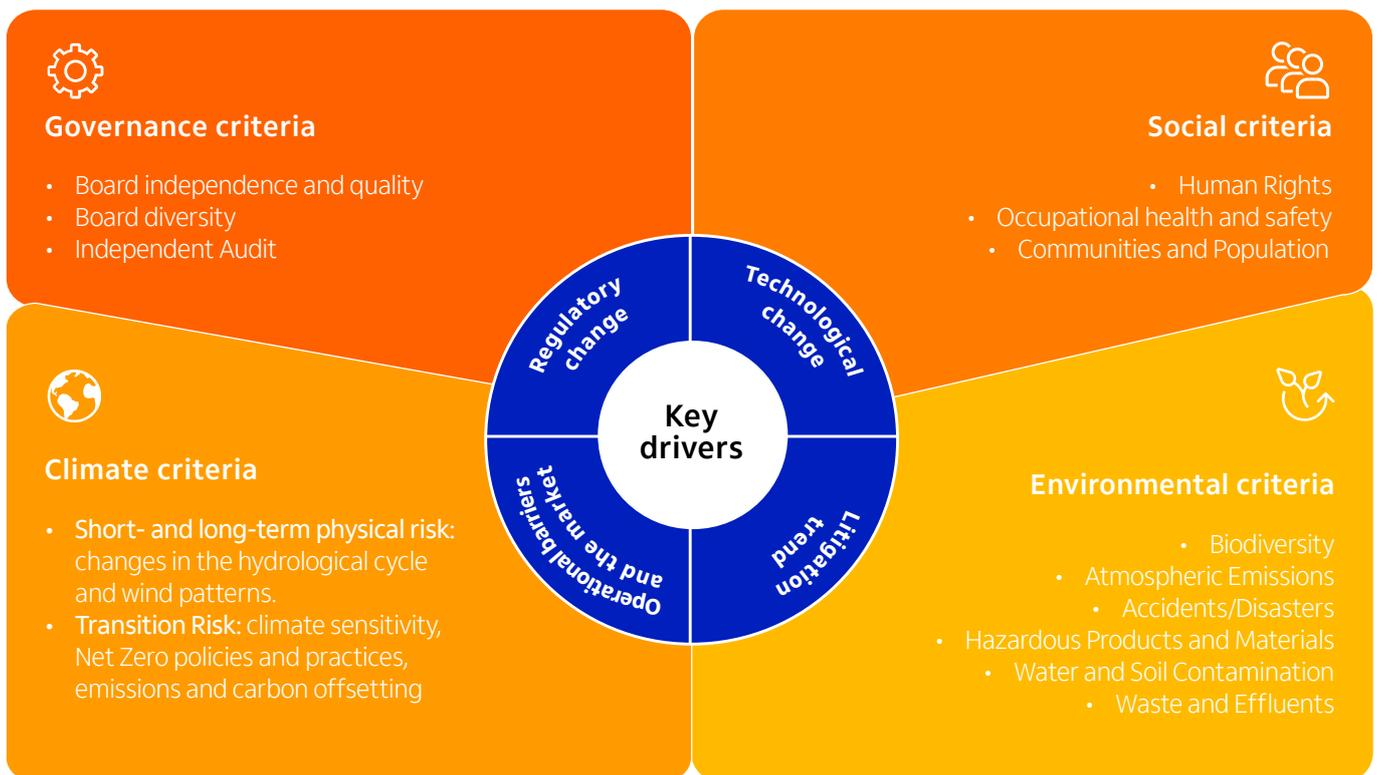 Governance criteria
• Board independence and quality
• Board diversity
• Independent Audit
Social criteria
• Human Rights
• Occupational health and safety
• Communities and Population
Regulatory
change
Technological
change
Key
drivers
Operational barriers
and the market
Litigation
trend
Climate criteria
• Short- and long-term physical risk:
changes in the hydrological cycle
and wind patterns.
• Transition Risk: climate sensitivity,
Net Zero policies and practices,
emissions and carbon offsetting
Environmental criteria
• Biodiversity
• Atmospheric Emissions
• Accidents/Disasters
• Hazardous Products and Materials
• Water and Soil Contamination
• Waste and Effluents